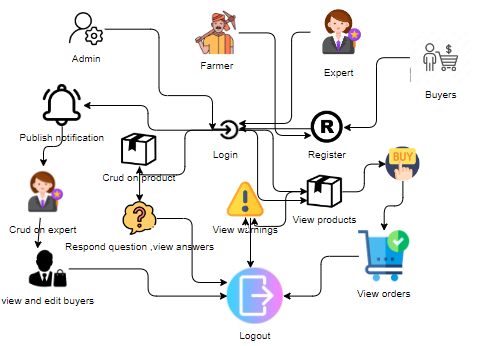 Admin
Farmer
Expert
$
Buyers
Publish notification
R
Login
Register
BUY
Crud on product
Crud on expert
Respond question ,view answers
?
View warnings
View products
view and edit buyers
View orders
Logout